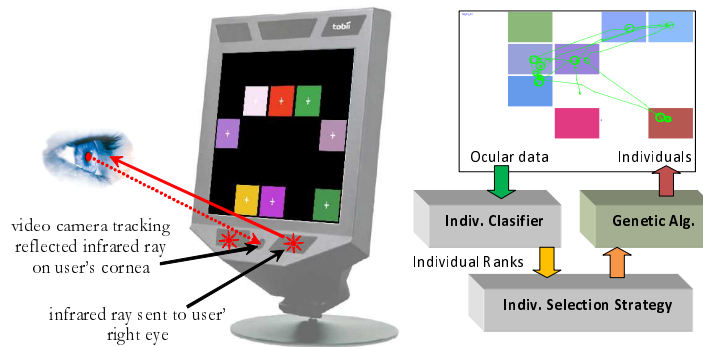 tobii
video camera tracking
reflected infrared ray
on user's cornea
infrared ray sent to user'
right eye
Ocular data
Individuals
Indiv. Clasifier
Genetic Alg.
Individual Ranks
Indiv. Selection Strategy